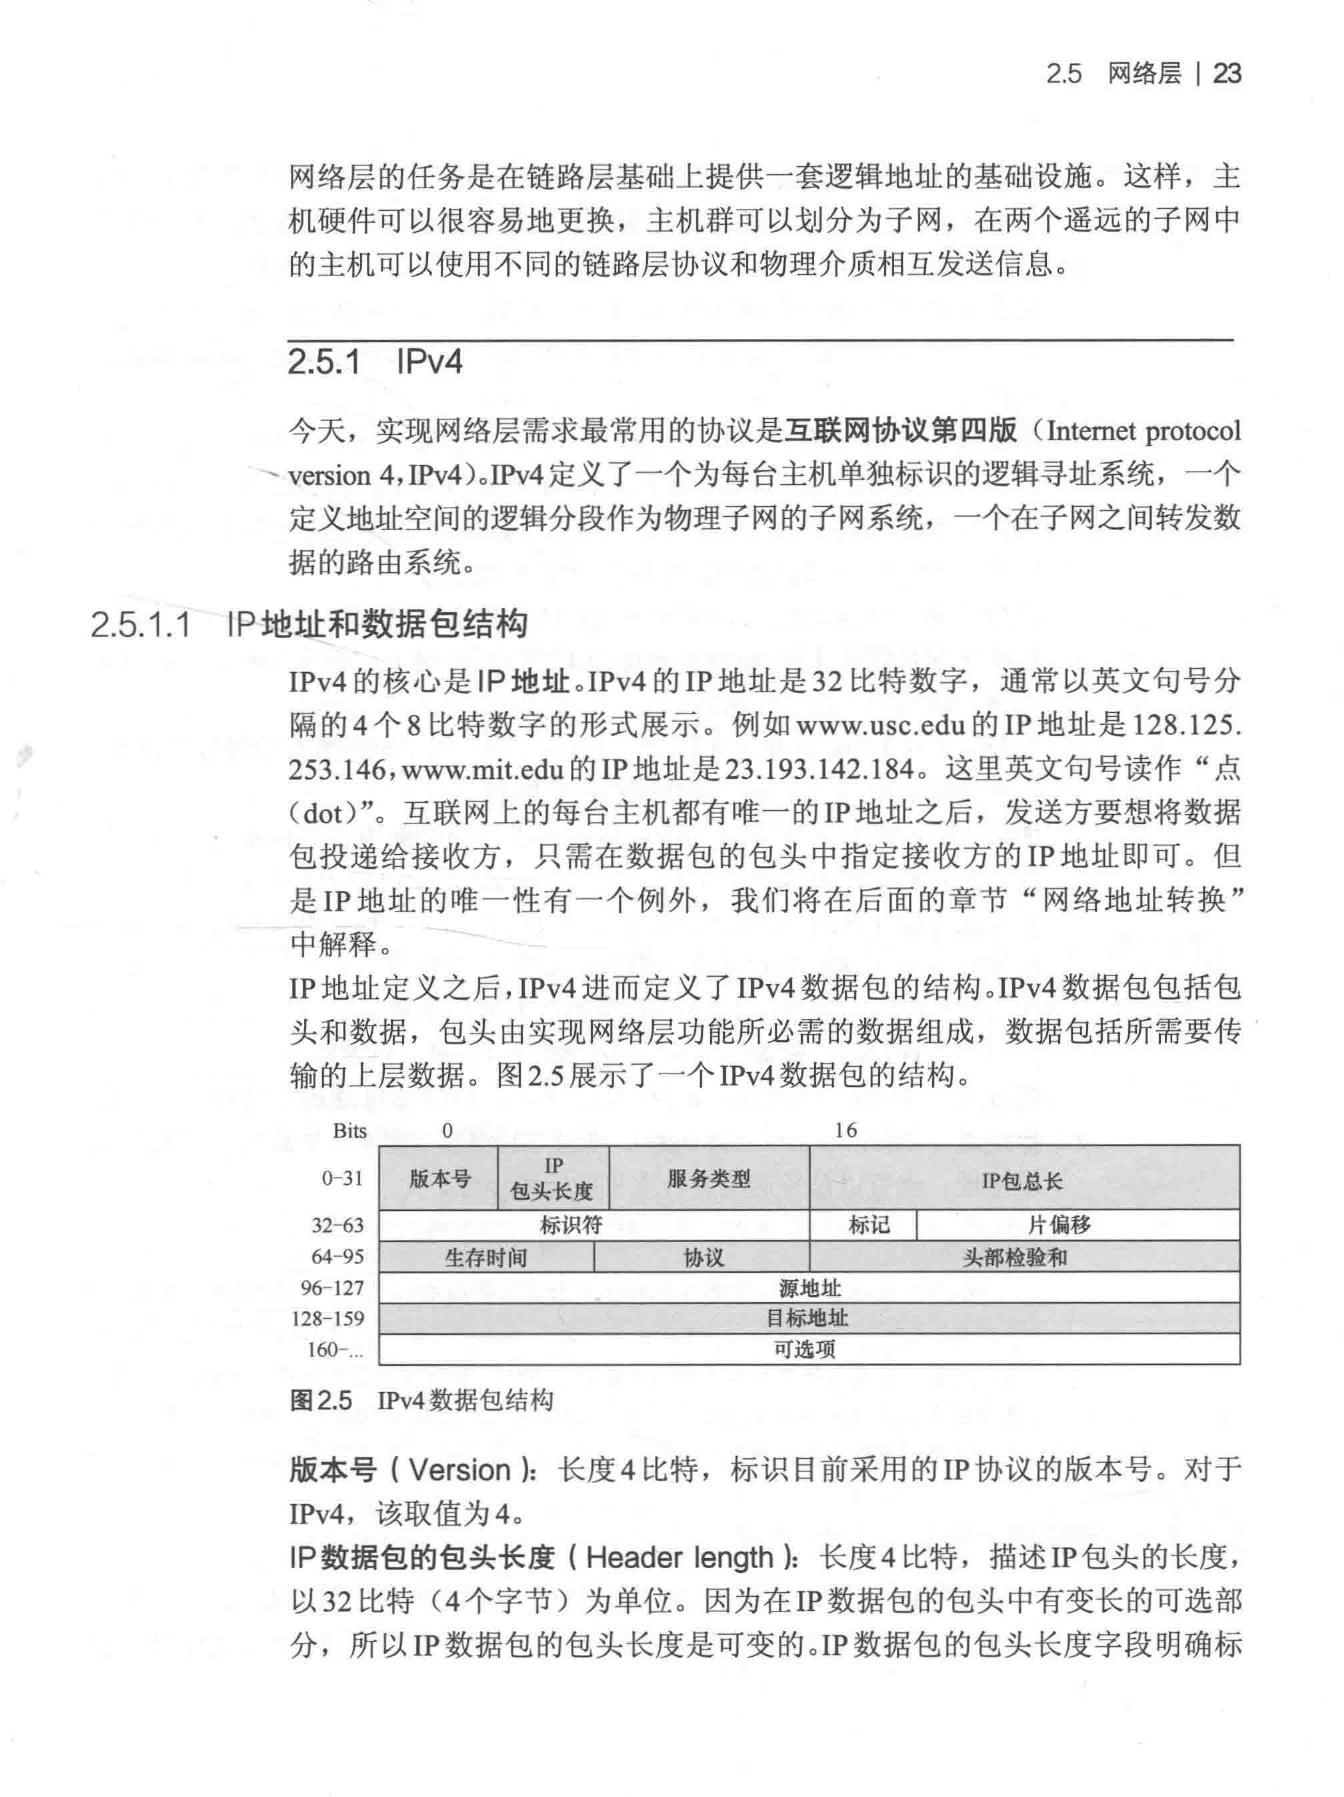 2.5 网络层 | 23
网络层的任务是在链路层基础上提供一套逻辑地址的基础设施。这样，主
机硬件可以很容易地更换，主机群可以划分为子网，在两个遥远的子网中
的主机可以使用不同的链路层协议和物理介质相互发送信息。
2.5.1 IPv4
今天，实现网络层需求最常用的协议是互联网协议第四版（Internet protocol
version 4，IPv4）。IPv4定义了一个为每台主机单独标识的逻辑寻址系统，一个
定义地址空间的逻辑分段作为物理子网的子网系统，一个在子网之间转发数
据的路由系统。
2.5.1.1 IP地址和数据包结构
IPv4的核心是IP地址。IPv4的IP地址是32比特数字，通常以英文句号分
隔的4个8比特数字的形式展示。例如www.usc.edu的IP地址是128.125.
253.146，www.mit.edu的IP地址是23.193.142.184。这里英文句号读作“点
（dot）”。互联网上的每台主机都有唯一的IP地址之后，发送方要想将数据
包投递给接收方，只需在数据包的包头中指定接收方的IP地址即可。但
是IP地址的唯一性有一个例外，我们将在后面的章节“网络地址转换”
中解释。
IP地址定义之后，IPv4进而定义了IPv4数据包的结构。IPv4数据包包括包
头和数据，包头由实现网络层功能所必需的数据组成，数据包括所需要传
输的上层数据。图2.5展示了一个IPv4数据包的结构。
Bits 0 16
0-31 版本号 IP包头长度 服务类型 IP包总长
32-63 标识符 标记 片偏移
64-95 生存时间 协议 头部检验和
96-127 源地址
128-159 目标地址
160-... 可选项
图2.5 IPv4数据包结构
版本号（Version）：长度4比特，标识目前采用的IP协议的版本号。对于
IPv4，该取值为4。
IP数据包的包头长度（Header length）：长度4比特，描述IP包头的长度，
以32比特（4个字节）为单位。因为在IP数据包的包头中有变长的可选部
分，所以IP数据包的包头长度是可变的。IP数据包的包头长度字段明确标